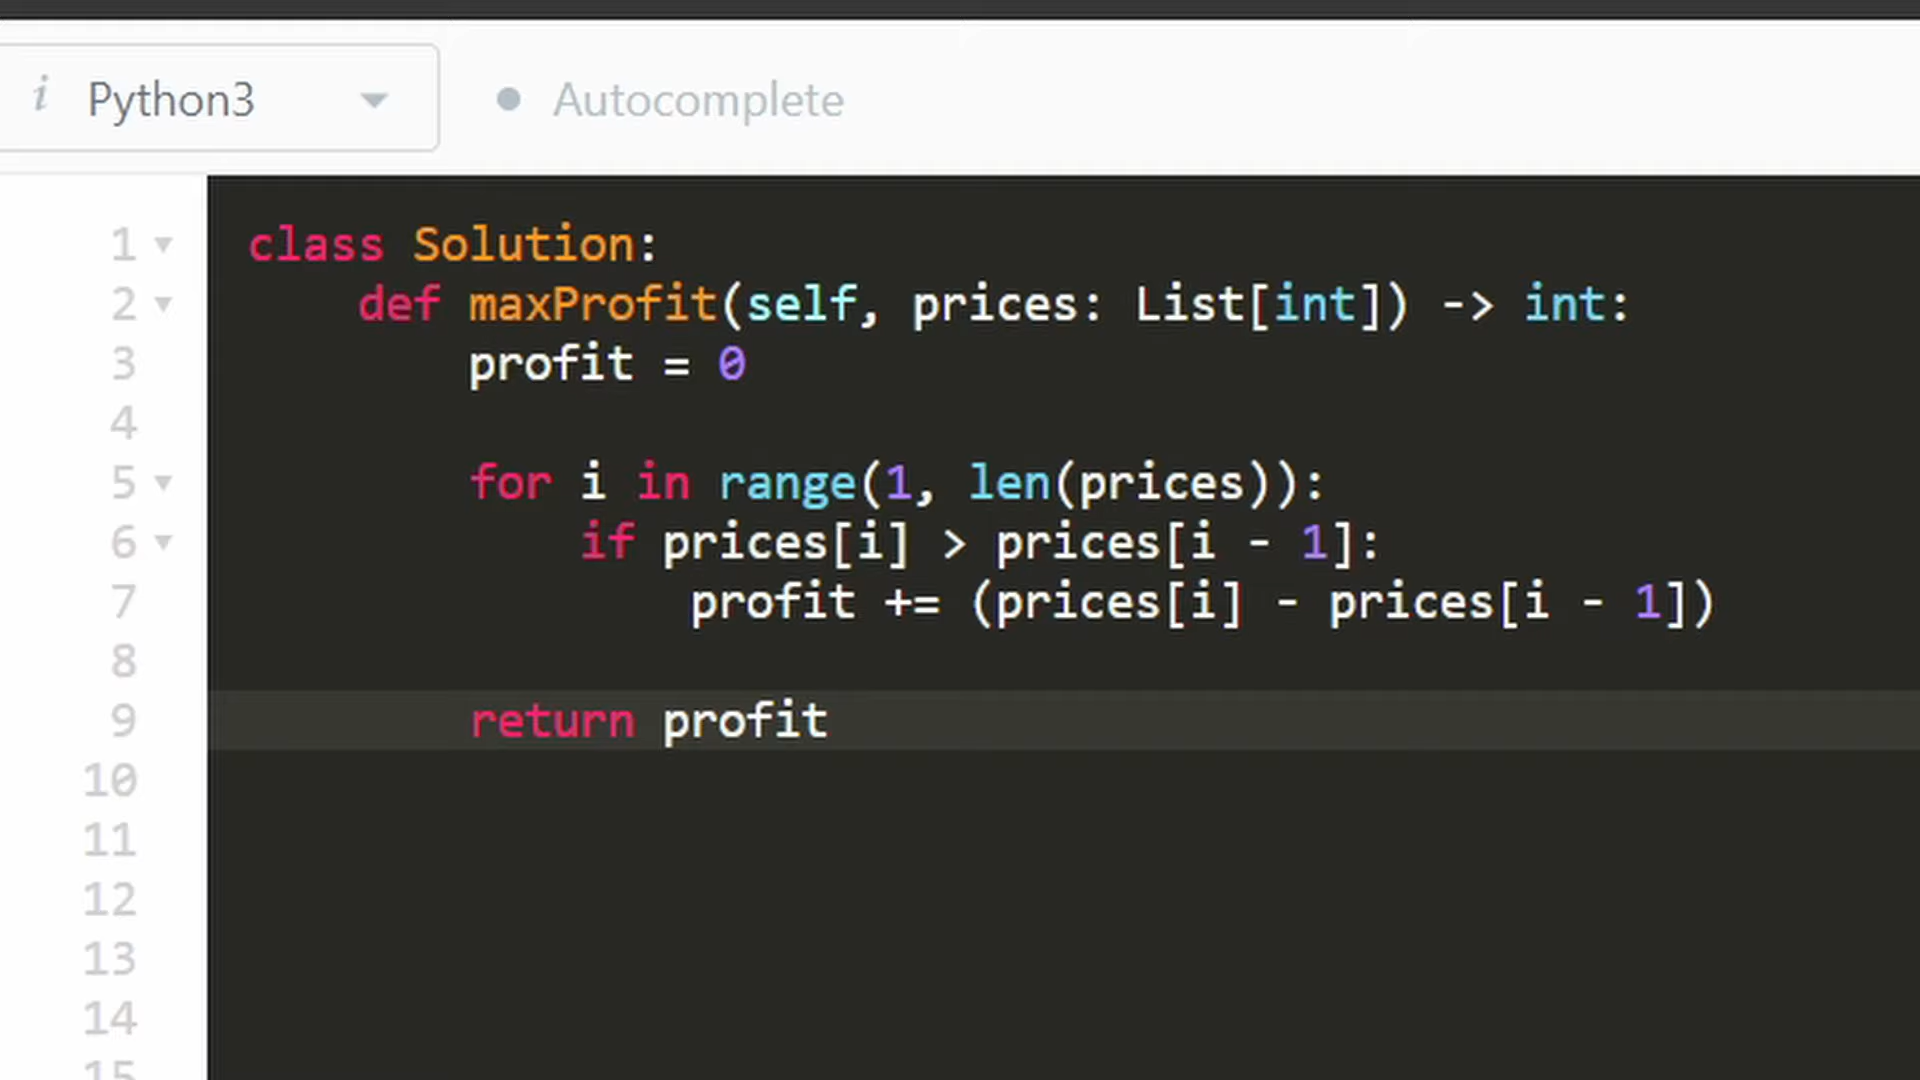 i Python3 Autocomplete
1 class Solution:
2 def maxProfit(self, prices: List[int]) -> int:
3 profit = 0
4
5 for i in range(1, len(prices)):
6 if prices[i] > prices[i - 1]:
7 profit += (prices[i] - prices[i - 1])
8
9 return profit
10
11
12
13
14
15